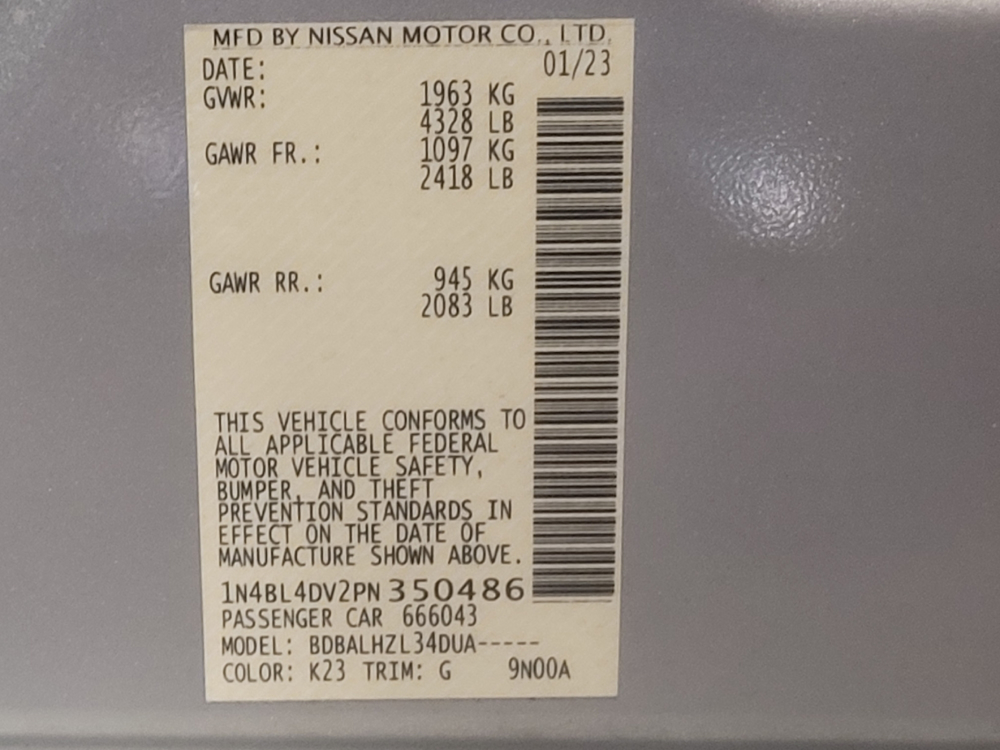 MFD BY NISSAN MOTOR CO., LTD.
DATE: 01/23
GVWR: 1963 KG
4328 LB
GAWR FR.: 1097 KG
2418 LB
GAWR RR.: 945 KG
2083 LB
THIS VEHICLE CONFORMS TO
ALL APPLICABLE FEDERAL
MOTOR VEHICLE SAFETY,
BUMPER, AND THEFT
PREVENTION STANDARDS IN
EFFECT ON THE DATE OF
MANUFACTURE SHOWN ABOVE.
1N4BL4DV2PN350486
PASSENGER CAR 666043
MODEL: BDBALHZL34DUA-----
COLOR: K23 TRIM: G 9N00A